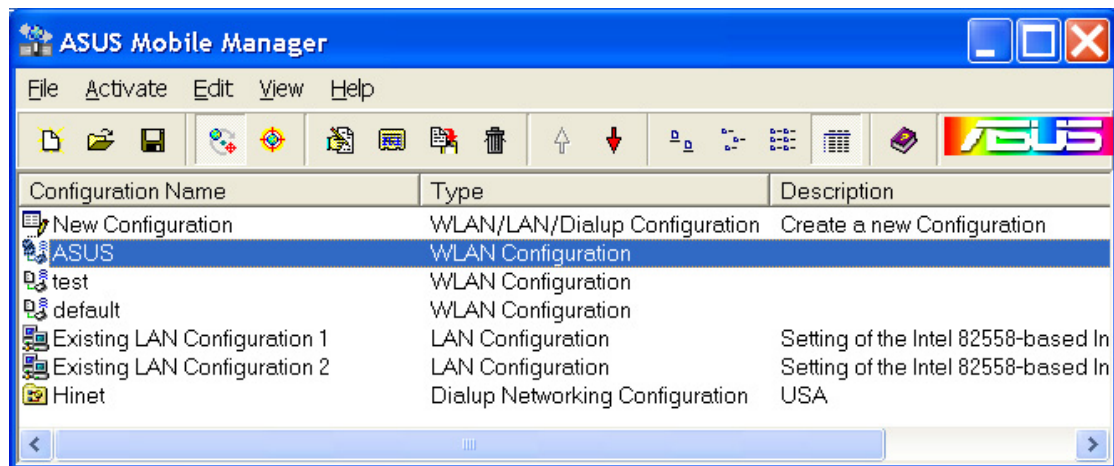 ASUS Mobile Manager
File Activate Edit View Help
ASUS
Configuration Name Type Description
New Configuration WLAN/LAN/Dialup Configuration Create a new Configuration
ASUS WLAN Configuration
test WLAN Configuration
default WLAN Configuration
Existing LAN Configuration 1 LAN Configuration Setting of the Intel 82558-based In
Existing LAN Configuration 2 LAN Configuration Setting of the Intel 82558-based In
Hinet Dialup Networking Configuration USA